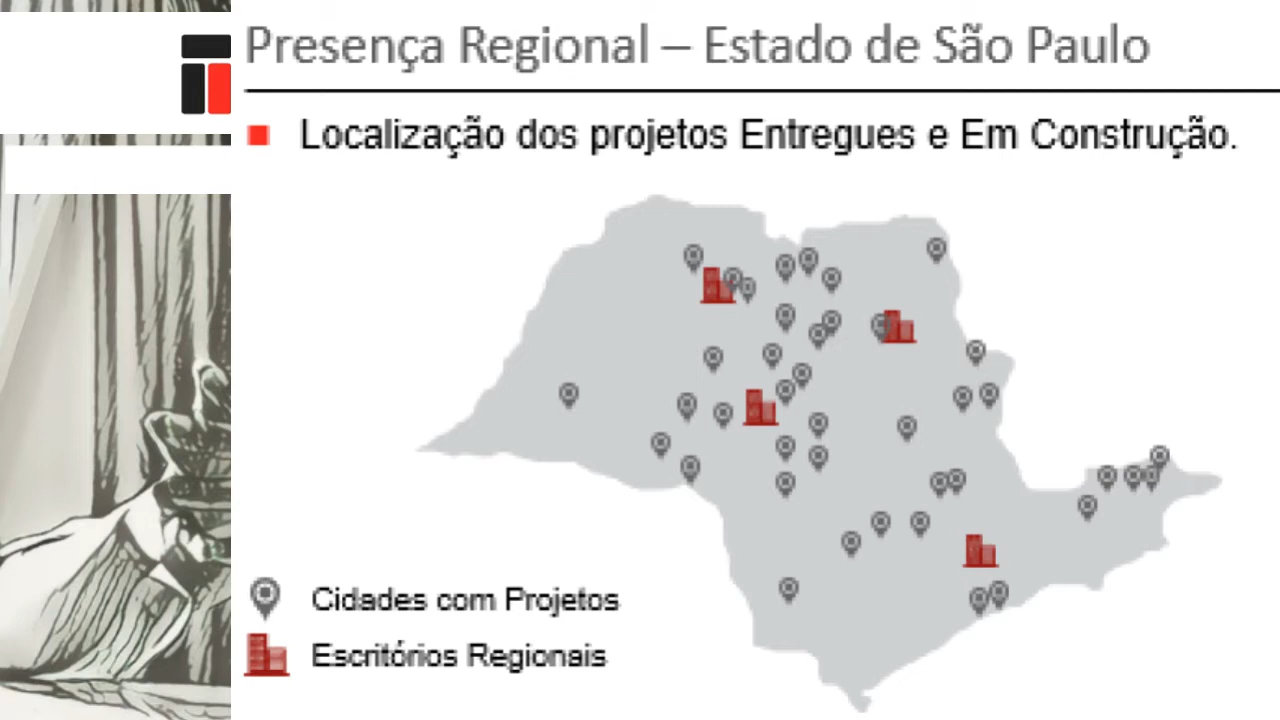 Presença Regional – Estado de São Paulo
Localização dos projetos Entregues e Em Construção.
Cidades com Projetos
Escritórios Regionais